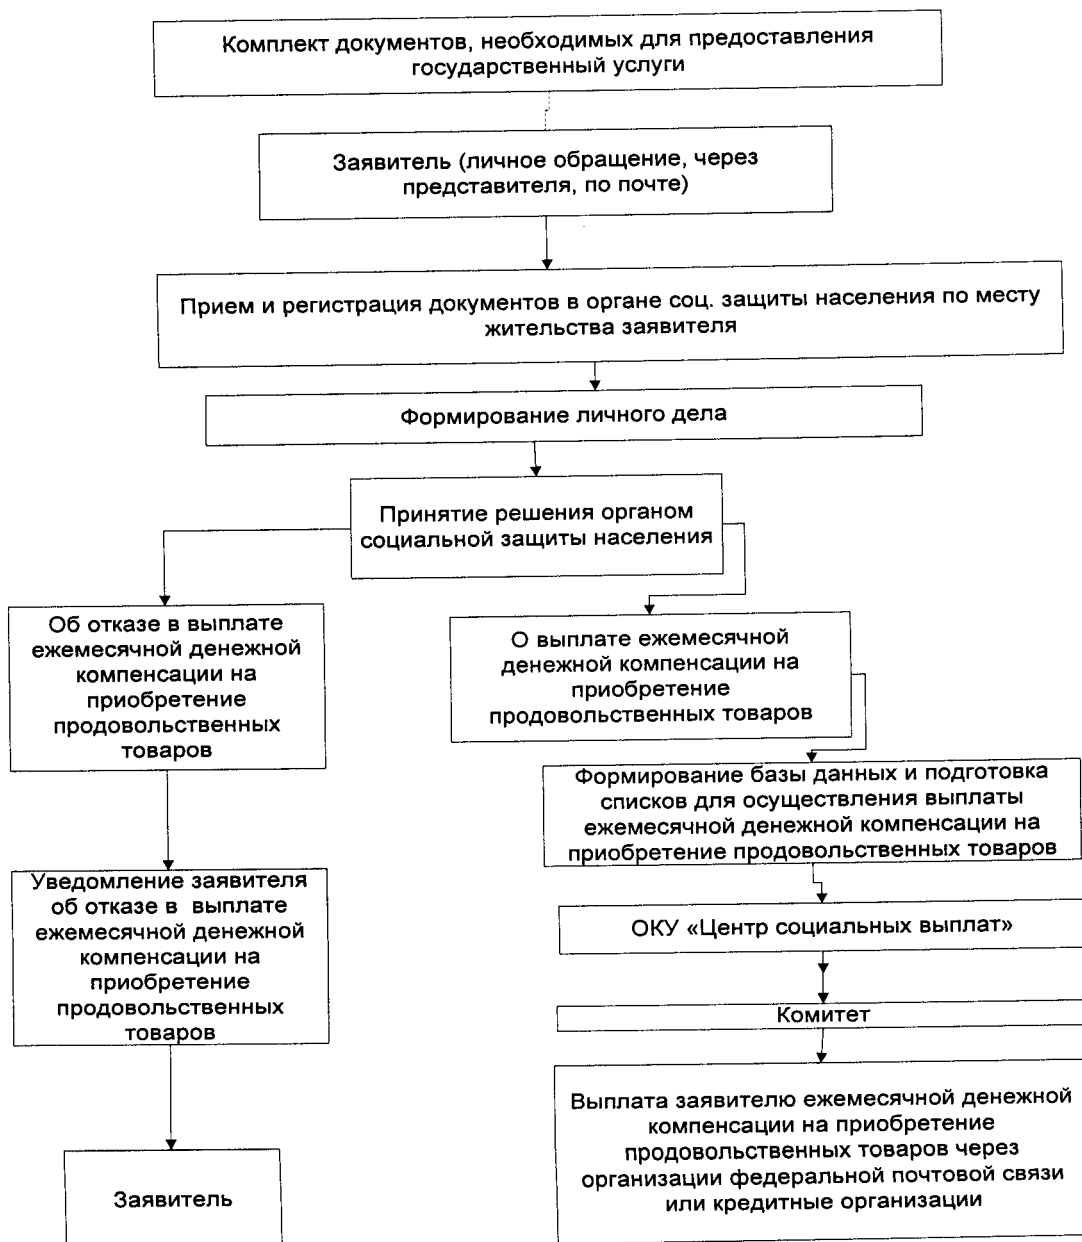 Комплект документов, необходимых для предоставления
государственный услуги
Заявитель (личное обращение, через
представителя, по почте)
Прием и регистрация документов в органе соц. защиты населения по месту
жительства заявителя
Формирование личного дела
Принятие решения органом
социальной защиты населения
Об отказе в выплате
ежемесячной денежной
компенсации на
приобретение
продовольственных
товаров
О выплате ежемесячной
денежной компенсации на
приобретение
продовольственных товаров
Формирование базы данных и подготовка
списков для осуществления выплаты
ежемесячной денежной компенсации на
приобретение продовольственных товаров
Уведомление заявителя
об отказе в выплате
ежемесячной денежной
компенсации на
приобретение
продовольственных
товаров
ОКУ «Центр социальных выплат»
Комитет
Выплата заявителю ежемесячной денежной
компенсации на приобретение
продовольственных товаров через
организации федеральной почтовой связи
или кредитные организации
Заявитель